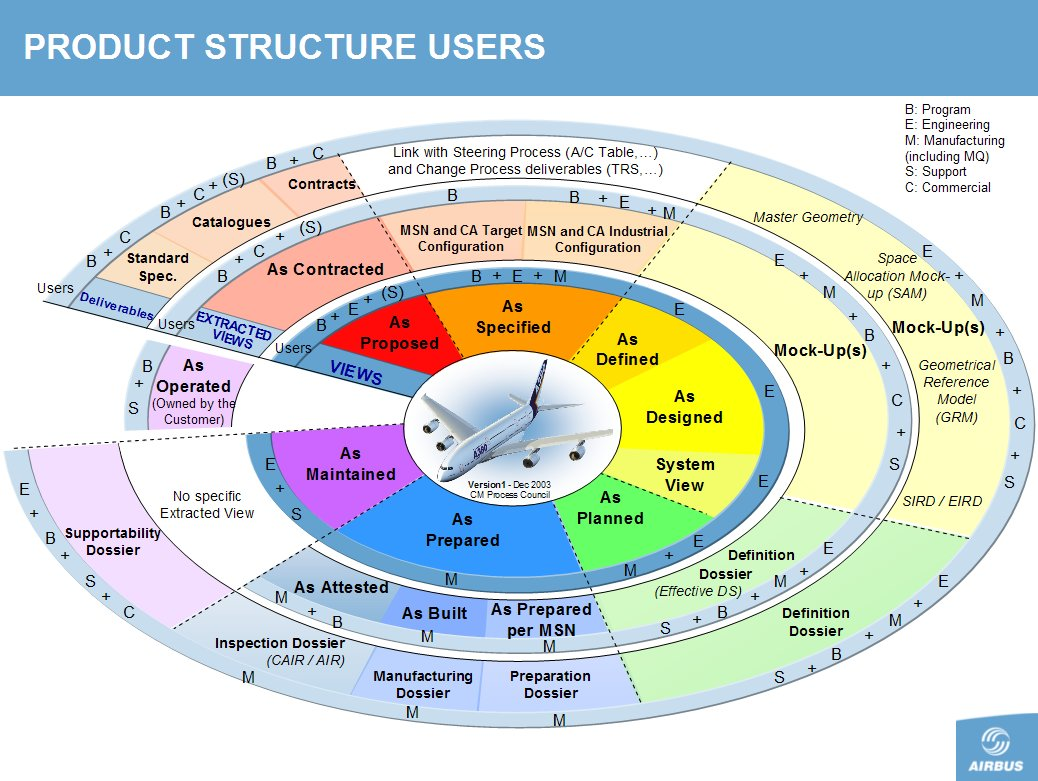 PRODUCT STRUCTURE USERS
B: Program
E: Engineering
M: Manufacturing
(including MQ)
S: Support
C: Commercial
Link with Steering Process (A/C Table,…)
and Change Process deliverables (TRS,…)
Users
B + C
B + C + (S)
B + C
Deliverables
Standard
Spec.
Catalogues
Contracts
Users
B + C + (S)
B
B + E + M
EXTRACTED
VIEWS
As Contracted
MSN and CA Target
Configuration
MSN and CA Industrial
Configuration
Users
B + E + (S)
B + E + M
E
VIEWS
As
Proposed
As
Specified
As
Defined
As
Designed
E
System
View
E
As
Planned
M + E
As
Prepared
M
As
Maintained
E + S
A380
Version1 - Dec 2003
CM Process Council
Master Geometry
Space
Allocation Mock-
up (SAM)
Mock-Up(s)
Geometrical
Reference
Model
(GRM)
SIRD / EIRD
E + M + B + C + S
Mock-Up(s)
E + M + B + C + S
B + S
As
Operated
(Owned by the
Customer)
No specific
Extracted View
E + B + S + C
Supportability
Dossier
As Attested
M + B
As Built
M
As Prepared
per MSN
M
Definition
Dossier
(Effective DS)
S + B + M + E
Inspection Dossier
(CAIR / AIR)
M
Manufacturing
Dossier
M
Preparation
Dossier
M
Definition
Dossier
S + B + M + E
AIRBUS